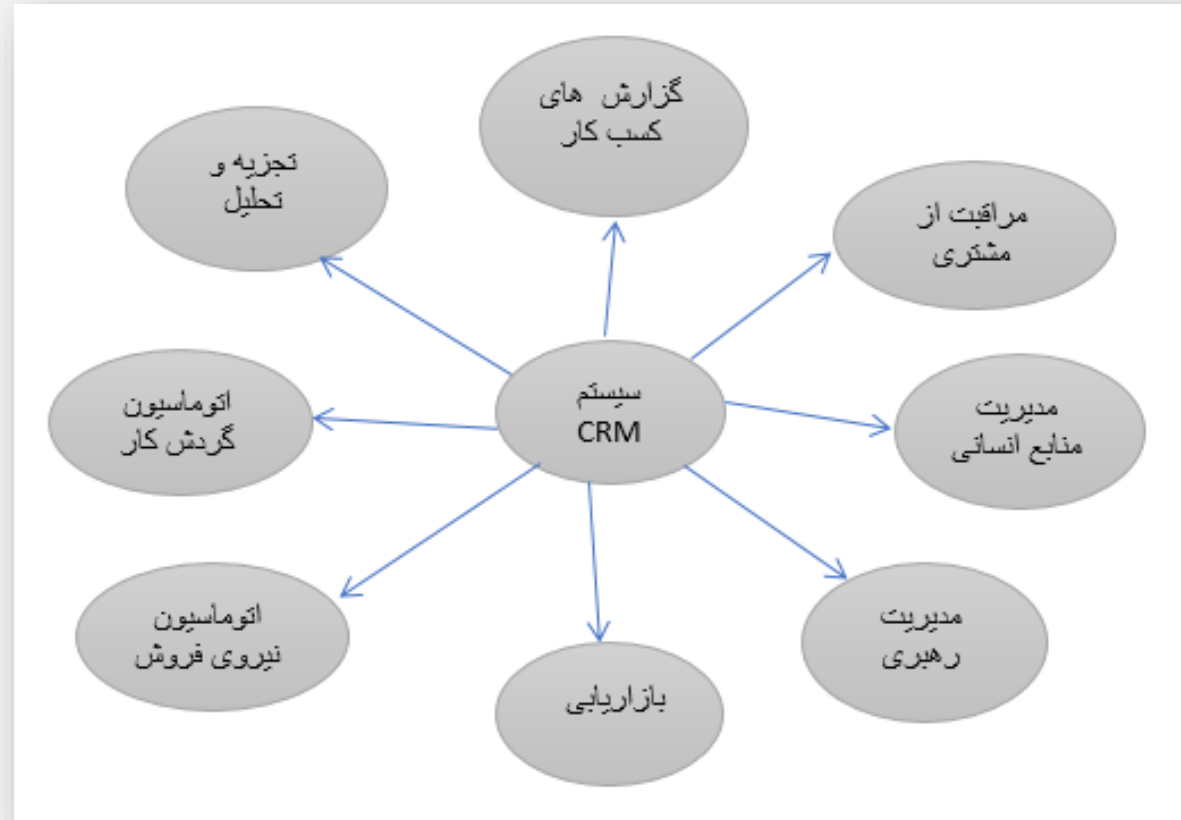 گزارش های
کسب کار
تجزیه و
تحلیل
مراقبت از
مشتری
اتوماسیون
گردش کار
سیستم
CRM
مدیریت
منابع انسانی
اتوماسیون
نیروی فروش
بازاریابی
مدیریت
رهبری